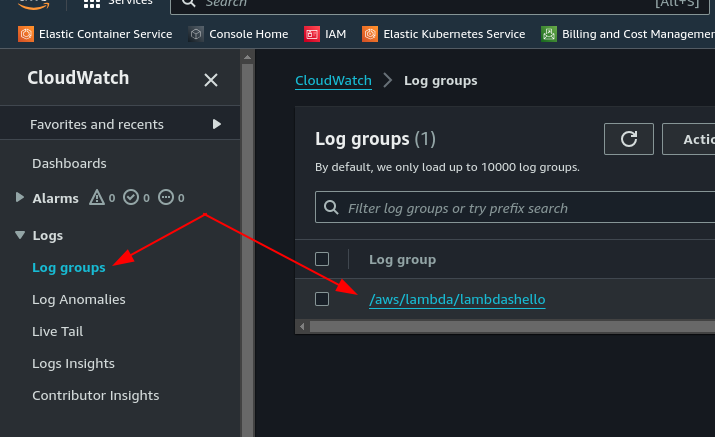 Services
Search
[Alt+S]
Elastic Container Service
Console Home
IAM
Elastic Kubernetes Service
Billing and Cost Managemen
CloudWatch
Favorites and recents
Dashboards
Alarms 0 0 0
Logs
Log groups
Log Anomalies
Live Tail
Logs Insights
Contributor Insights
CloudWatch > Log groups
Log groups (1)
Actio
By default, we only load up to 10000 log groups.
Filter log groups or try prefix search
Log group
/aws/lambda/lambdashello